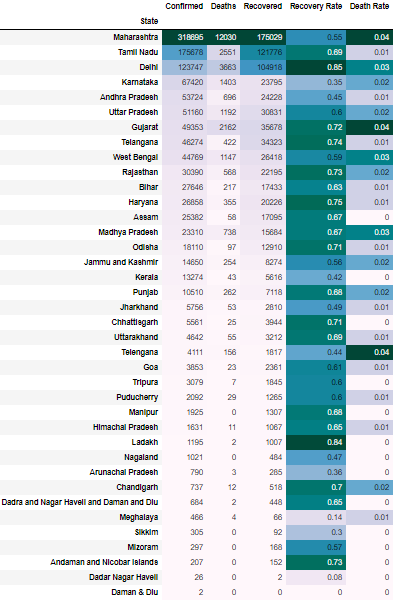 Confirmed Deaths Recovered Recovery Rate Death Rate
State
Maharashtra 318695 12030 175029 0.55 0.04
Tamil Nadu 175678 2551 121776 0.69 0.01
Delhi 123747 3663 104918 0.85 0.03
Karnataka 67420 1403 23795 0.35 0.02
Andhra Pradesh 53724 696 24228 0.45 0.01
Uttar Pradesh 51160 1192 30831 0.6 0.02
Gujarat 49353 2162 35678 0.72 0.04
Telangana 46274 422 34323 0.74 0.01
West Bengal 44769 1147 26418 0.59 0.03
Rajasthan 30390 568 22195 0.73 0.02
Bihar 27646 217 17433 0.63 0.01
Haryana 26858 355 20226 0.75 0.01
Assam 25382 58 17095 0.67 0
Madhya Pradesh 23310 738 15684 0.67 0.03
Odisha 18110 97 12910 0.71 0.01
Jammu and Kashmir 14650 254 8274 0.56 0.02
Kerala 13274 43 5616 0.42 0
Punjab 10510 262 7118 0.68 0.02
Jharkhand 5756 53 2810 0.49 0.01
Chhattisgarh 5561 25 3944 0.71 0
Uttarakhand 4642 55 3212 0.69 0.01
Telengana 4111 156 1817 0.44 0.04
Goa 3853 23 2361 0.61 0.01
Tripura 3079 7 1845 0.6 0
Puducherry 2092 29 1265 0.6 0.01
Manipur 1925 0 1307 0.68 0
Himachal Pradesh 1631 11 1067 0.65 0.01
Ladakh 1195 2 1007 0.84 0
Nagaland 1021 0 484 0.47 0
Arunachal Pradesh 790 3 285 0.36 0
Chandigarh 737 12 518 0.7 0.02
Dadra and Nagar Haveli and Daman and Diu 684 2 448 0.65 0
Meghalaya 466 4 66 0.14 0.01
Sikkim 305 0 92 0.3 0
Mizoram 297 0 168 0.57 0
Andaman and Nicobar Islands 207 0 152 0.73 0
Dadar Nagar Haveli 26 0 2 0.08 0
Daman & Diu 2 0 0 0 0